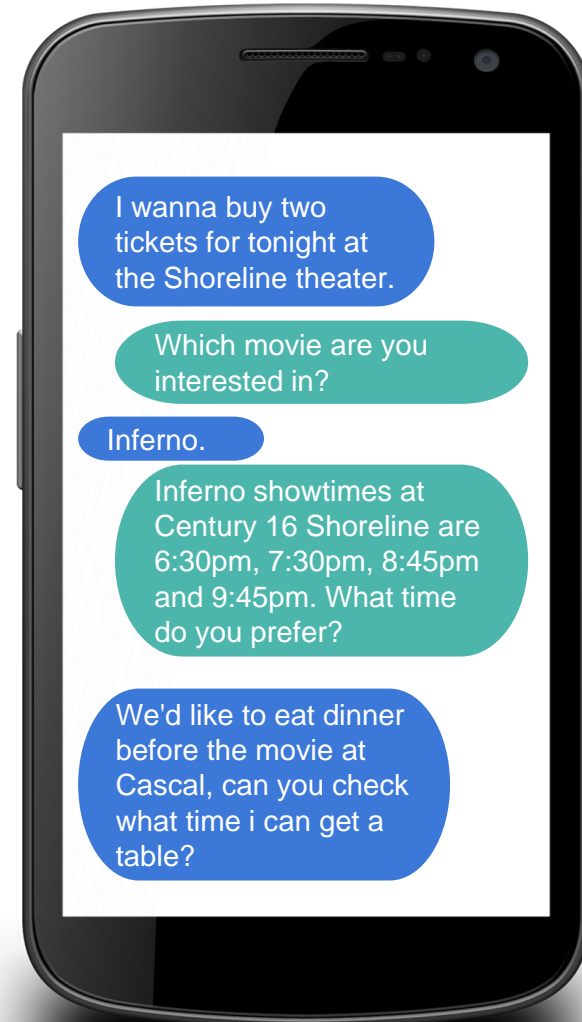 I wanna buy two
tickets for tonight at
the Shoreline theater.
Which movie are you
interested in?
Inferno.
Inferno showtimes at
Century 16 Shoreline are
6:30pm, 7:30pm, 8:45pm
and 9:45pm. What time
do you prefer?
We'd like to eat dinner
before the movie at
Cascal, can you check
what time i can get a
table?